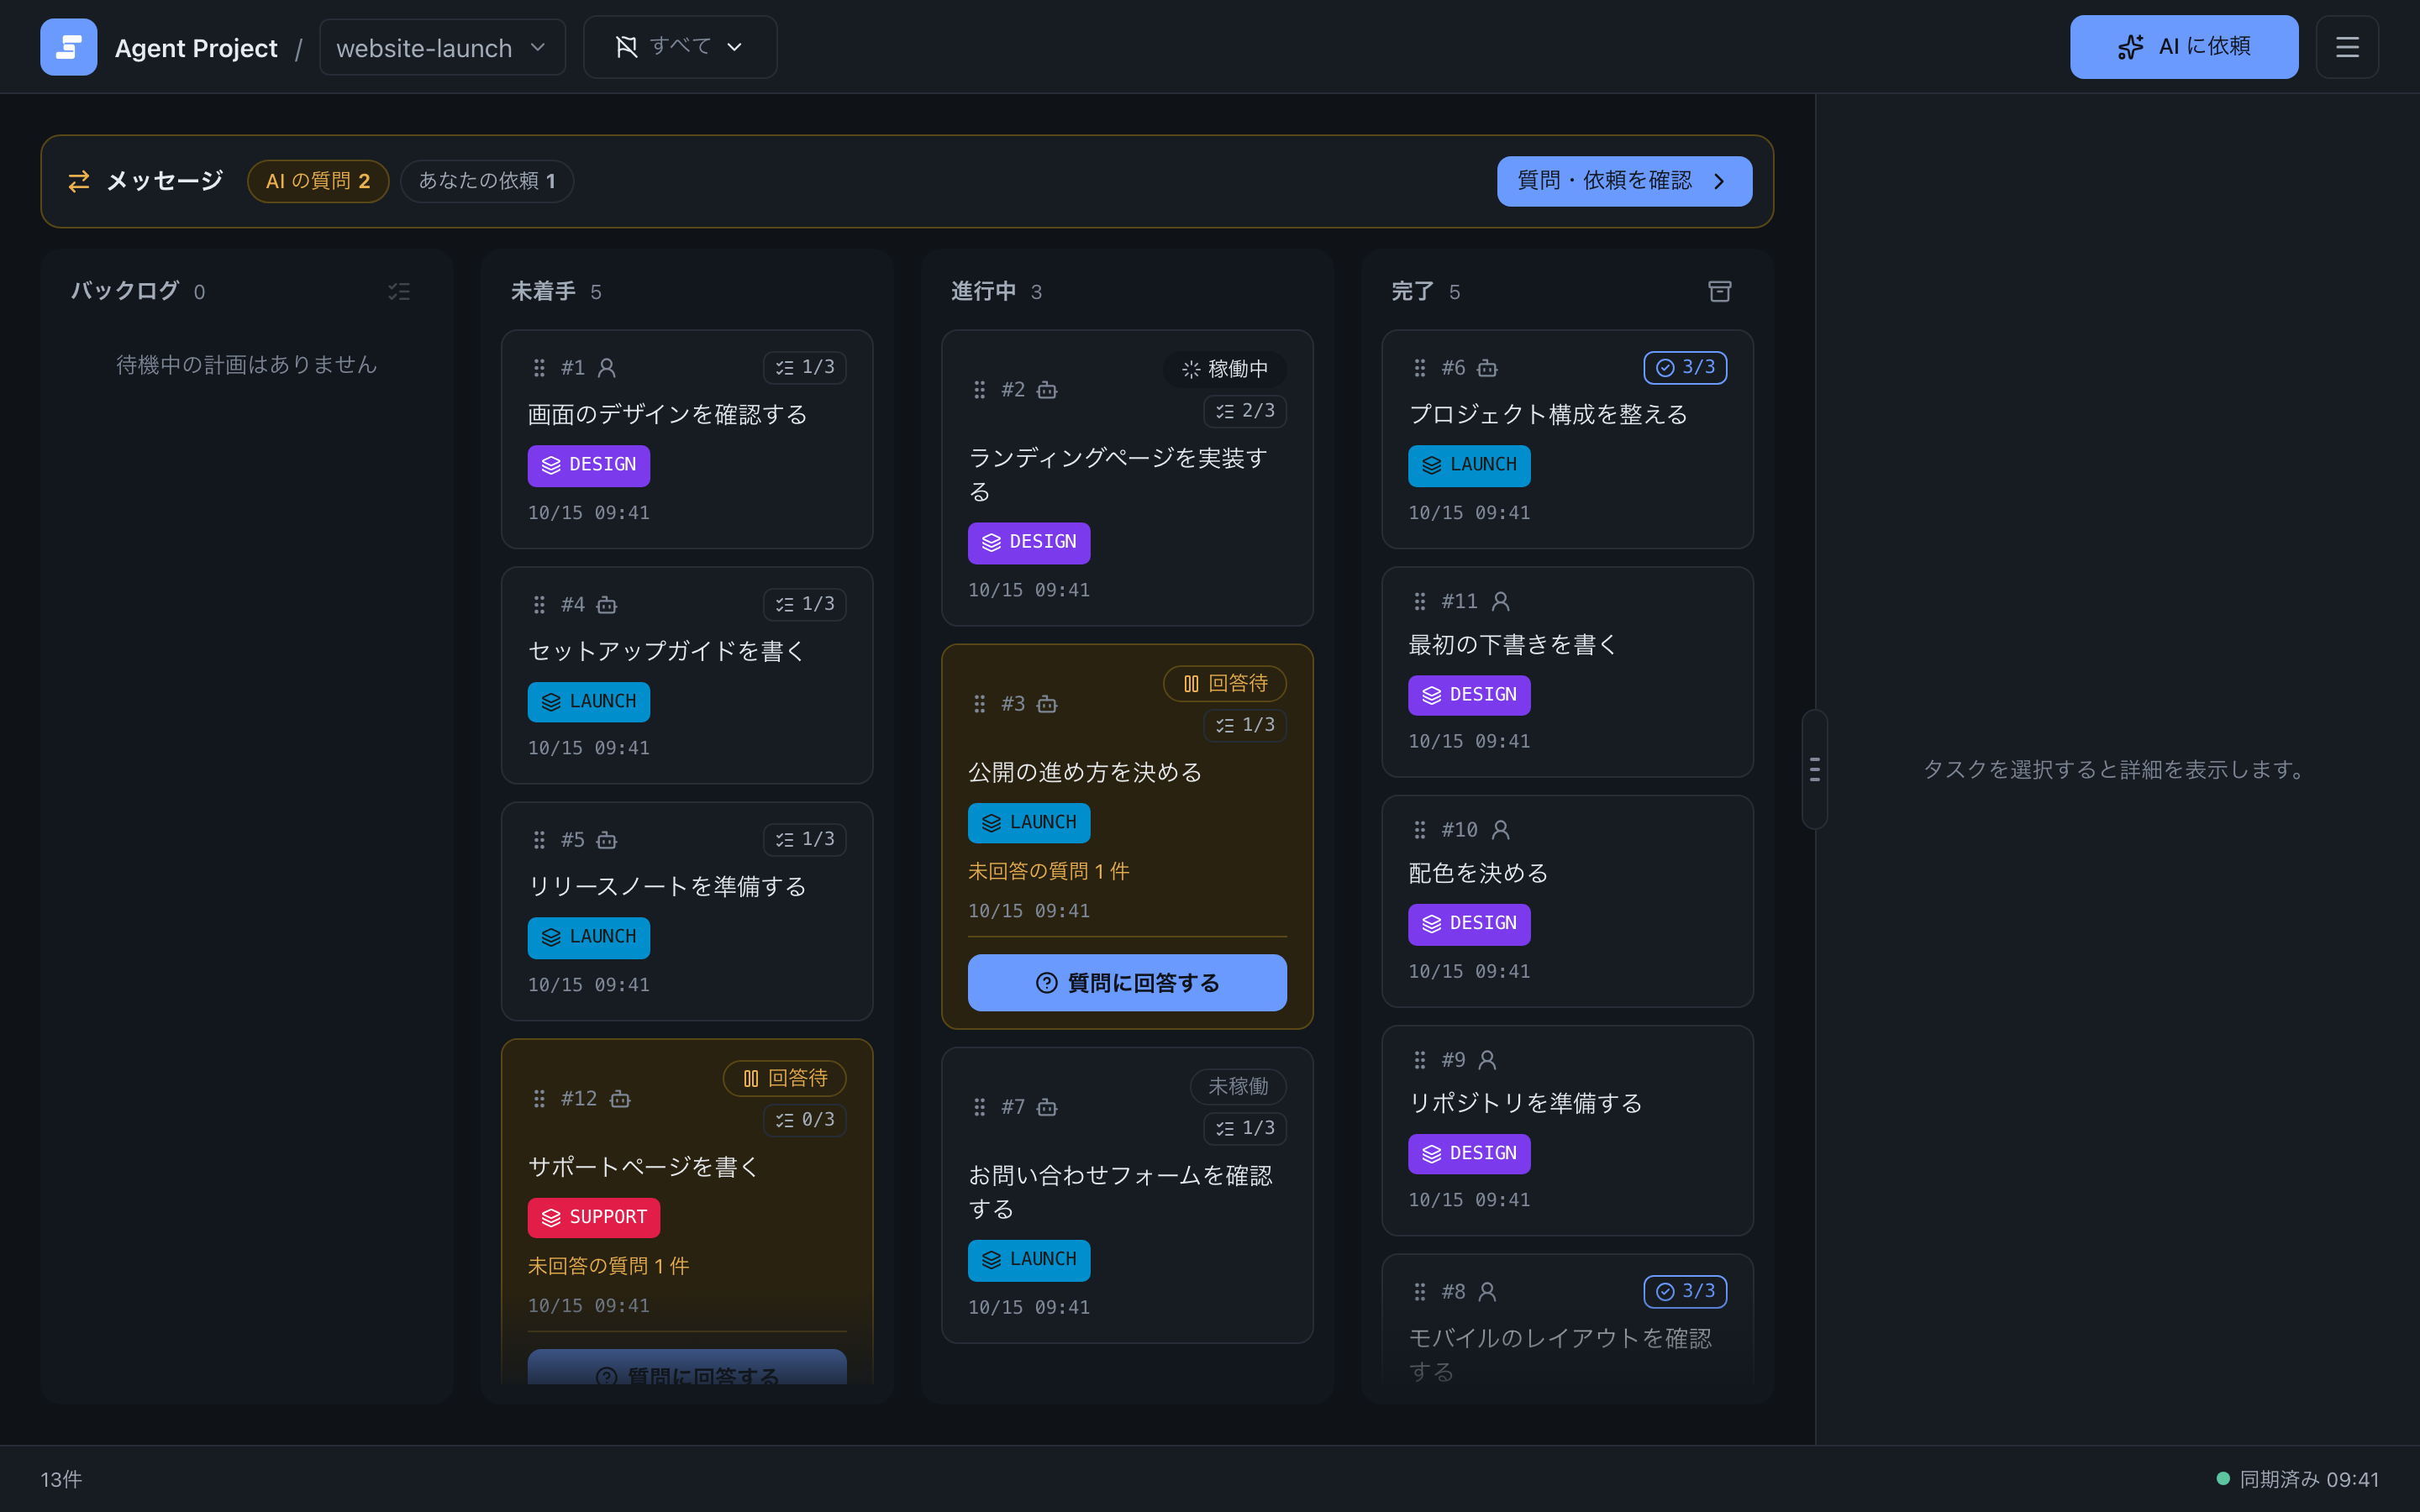 Agent Project / website-launch すべて
AI に依頼
メッセージ AI の質問 2 あなたの依頼 1
質問・依頼を確認
バックログ 0
待機中の計画はありません
未着手 5
#1 1/3
画面のデザインを確認する
DESIGN
10/15 09:41
#4 1/3
セットアップガイドを書く
LAUNCH
10/15 09:41
#5 1/3
リリースノートを準備する
LAUNCH
10/15 09:41
#12 回答待
0/3
サポートページを書く
SUPPORT
未回答の質問 1 件
10/15 09:41
質問に回答する
進行中 3
#2 稼働中
2/3
ランディングページを実装す
る
DESIGN
10/15 09:41
#3 回答待
1/3
公開の進め方を決める
LAUNCH
未回答の質問 1 件
10/15 09:41
質問に回答する
#7 未稼働
1/3
お問い合わせフォームを確認
する
LAUNCH
10/15 09:41
完了 5
#6 3/3
プロジェクト構成を整える
LAUNCH
10/15 09:41
#11
最初の下書きを書く
DESIGN
10/15 09:41
#10
配色を決める
DESIGN
10/15 09:41
#9
リポジトリを準備する
DESIGN
10/15 09:41
#8 3/3
モバイルのレイアウトを確認
する
タスクを選択すると詳細を表示します。
13件
同期済み 09:41